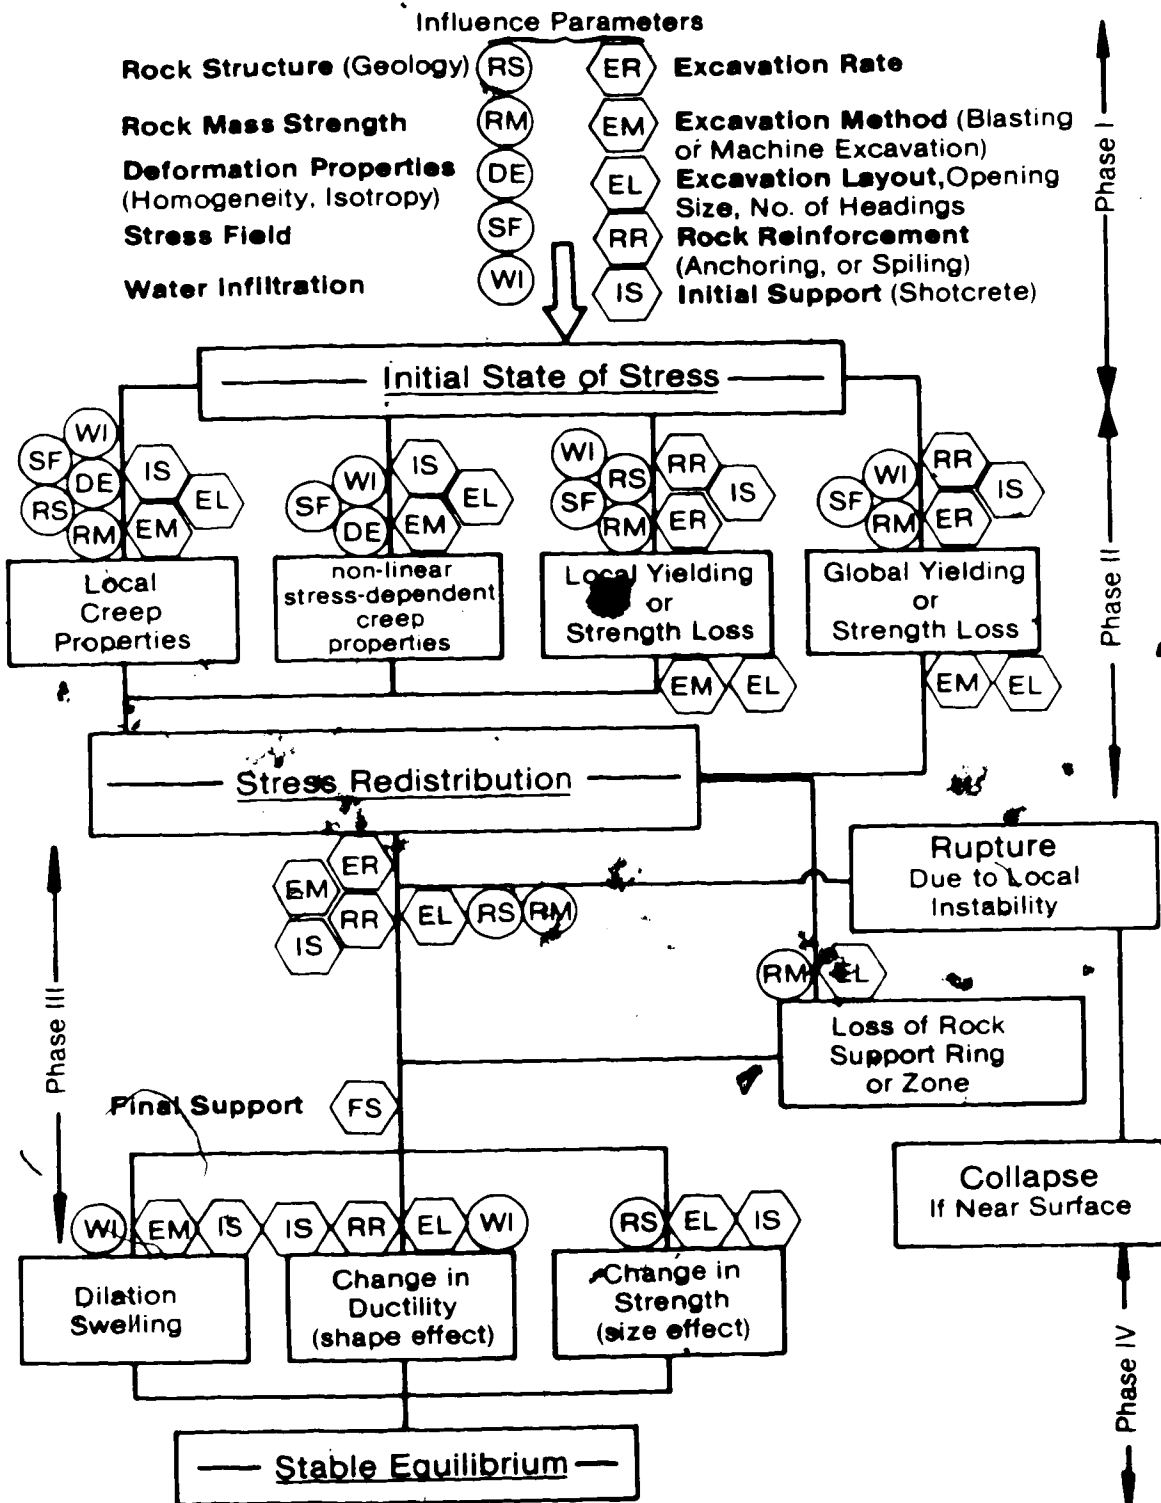 Influence Parameters
Rock Structure (Geology) RS
ER Excavation Rate
Rock Mass Strength RM
EM Excavation Method (Blasting
or Machine Excavation)
Deformation Properties DE
(Homogeneity, Isotropy)
EL Excavation Layout, Opening
Size, No. of Headings
Stress Field SF
RR Rock Reinforcement
(Anchoring, or Spiling)
Water Infiltration WI
IS Initial Support (Shotcrete)
Phase I
Initial State of Stress
WI
SF
DE
RS
RM
IS
EL
EM
Local
Creep
Properties
WI
SF
DE
IS
EL
EM
non-linear
stress-dependent
creep
properties
WI
RS
SF
RM
RR
IS
ER
Local Yielding
or
Strength Loss
EM EL
WI
SF
RM
RR
IS
ER
Global Yielding
or
Strength Loss
EM EL
Phase II
Stress Redistribution
ER
EM
RR
IS
EL RS RM
Rupture
Due to Local
Instability
RM EL
Loss of Rock
Support Ring
or Zone
Phase III
Final Support FS
Collapse
If Near Surface
WI EM IS IS RR EL WI
RS EL IS
Dilation
Swelling
Change in
Ductility
(shape effect)
Change in
Strength
(size effect)
Phase IV
Stable Equilibrium